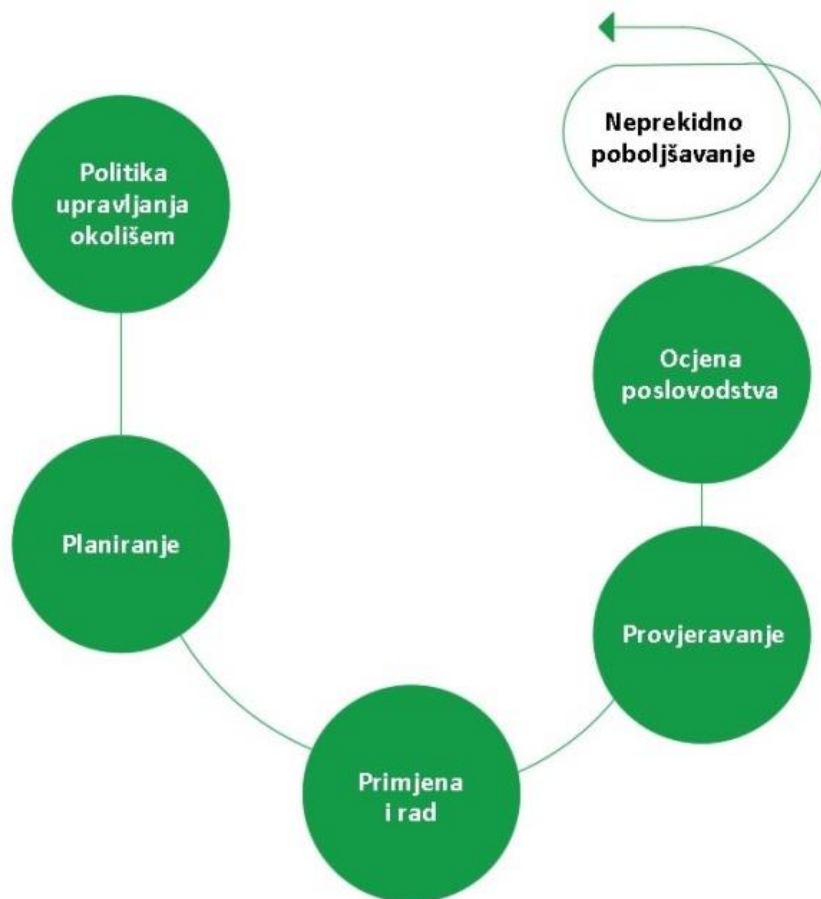 Neprekidno
poboljšavanje
Politika
upravljanja
okolišem
Ocjena
poslovodstva
Planiranje
Provjeravanje
Primjena
i rad